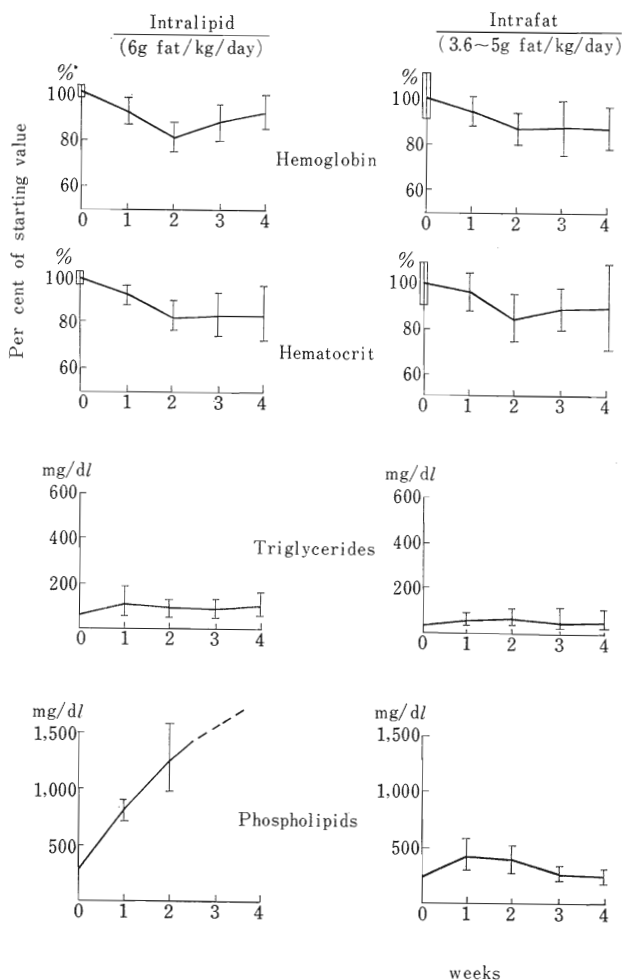 Intralipid
(6g fat/kg/day)
Intrafat
(3.6~5g fat/kg/day)
Per cent of starting value
%*
100
80
60
0 1 2 3 4
Hemoglobin
%
100
80
60
0 1 2 3 4
%
100
80
60
0 1 2 3 4
Hematocrit
%
100
80
60
0 1 2 3 4
mg/dl
600
400
200
0 1 2 3 4
Triglycerides
mg/dl
600
400
200
0 1 2 3 4
mg/dl
1,500
1,000
500
0 1 2 3 4
Phospholipids
mg/dl
1,500
1,000
500
0 1 2 3 4
weeks